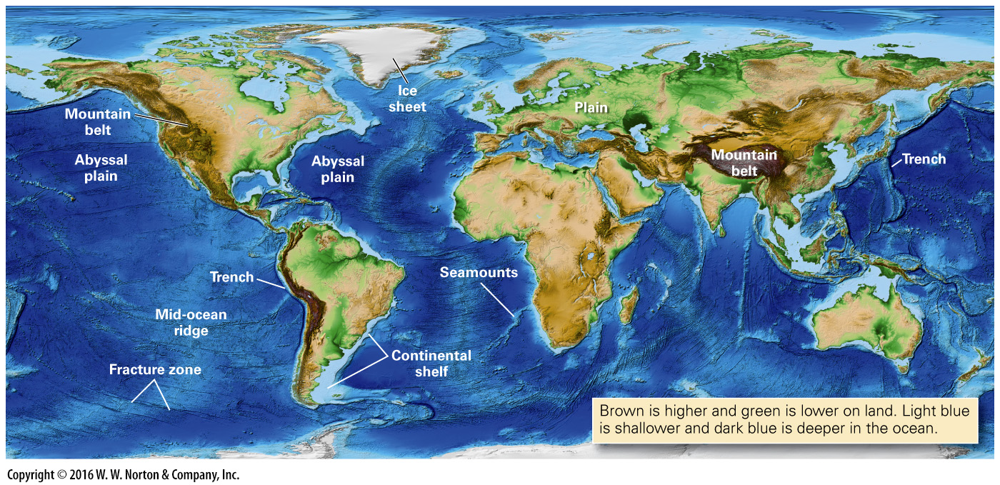 Ice
sheet
Mountain
belt
Plain
Abyssal
plain
Abyssal
plain
Mountain
belt
Trench
Trench
Seamounts
Mid-ocean
ridge
Continental
shelf
Fracture zone
Brown is higher and green is lower on land. Light blue
is shallower and dark blue is deeper in the ocean.
Copyright © 2016 W. W. Norton & Company, Inc.